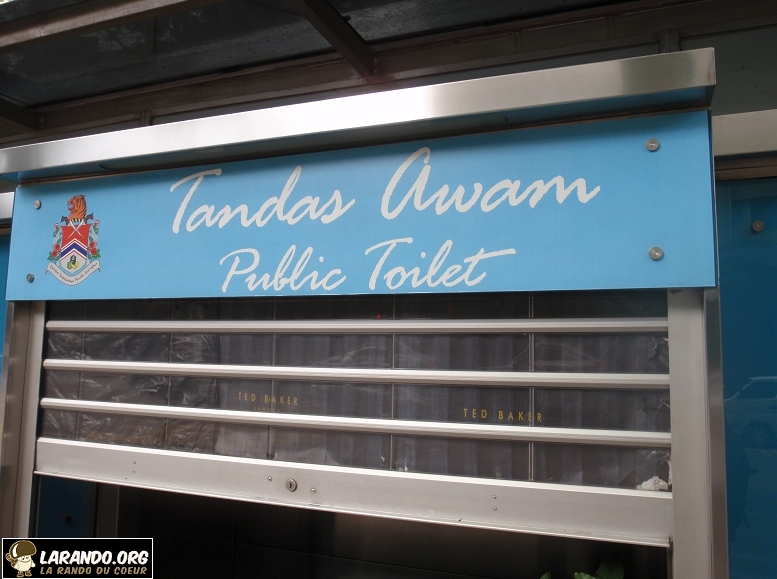 Tandas Awam
Public Toilet
TED BAKER
TED BAKER
LARANDO.ORG
LA RANDO DU COEUR